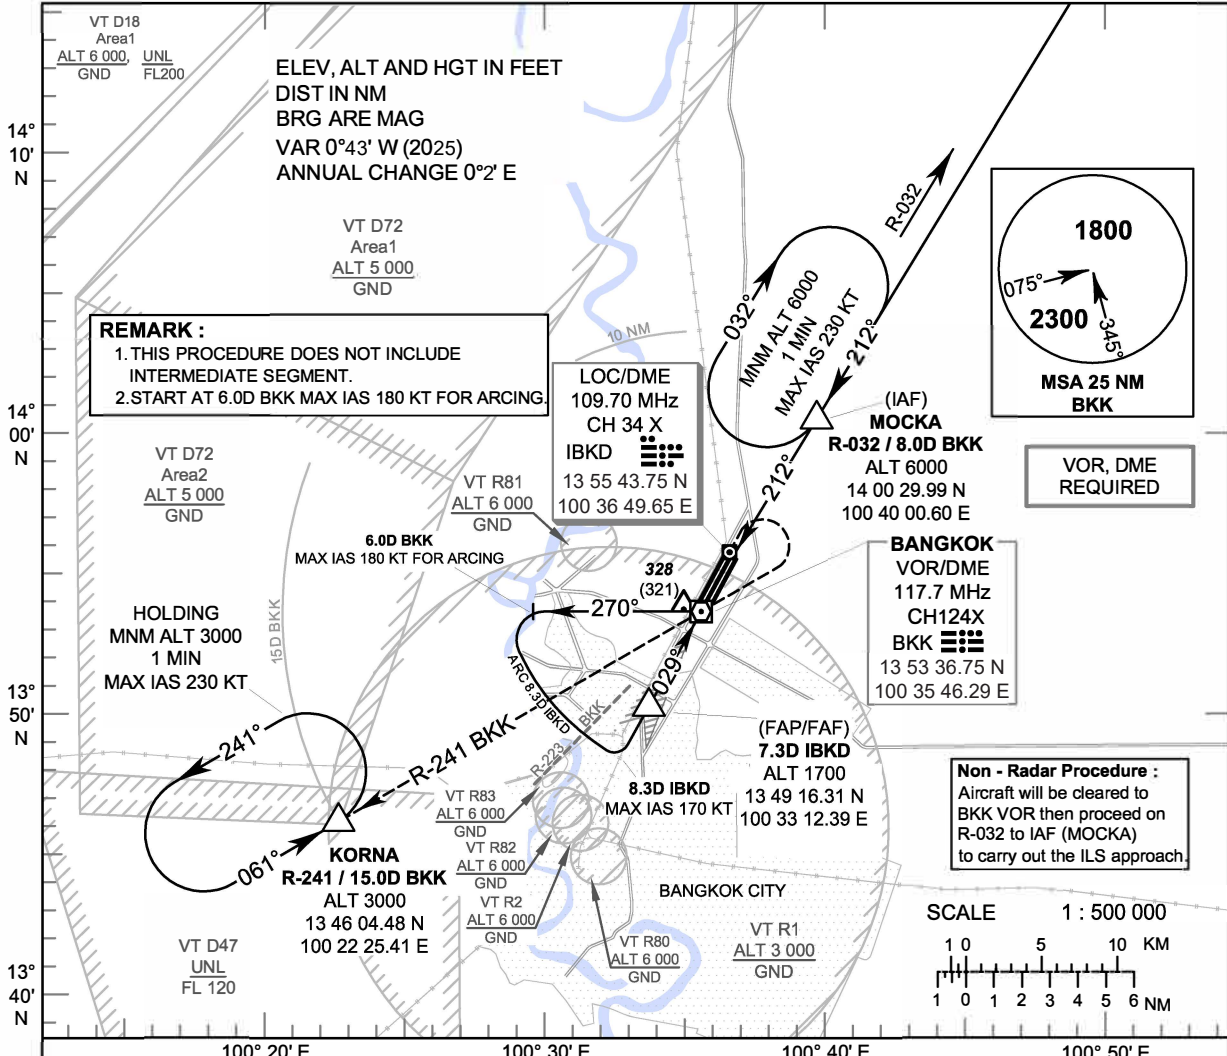 VT D18
Area1
ALT 6 000, UNL
GND FL200
ELEV, ALT AND HGT IN FEET
DIST IN NM
BRG ARE MAG
VAR 0°43' W (2025)
ANNUAL CHANGE 0°2' E
14°
10'
N
VT D72
Area1
ALT 5 000
GND
R-032
1800
075°
2300
345°
MSA 25 NM
BKK
REMARK :
1. THIS PROCEDURE DOES NOT INCLUDE
INTERMEDIATE SEGMENT.
2. START AT 6.0D BKK MAX IAS 180 KT FOR ARCING.
10 NM
032°
MNM ALT 6000
1 MIN
MAX IAS 230 KT
212°
LOC/DME
109.70 MHz
CH 34 X
IBKD
13 55 43.75 N
100 36 49.65 E
(IAF)
MOCKA
R-032 / 8.0D BKK
ALT 6000
14 00 29.99 N
100 40 00.60 E
14°
00'
N
VT D72
Area2
ALT 5 000
GND
VT R81
ALT 6 000
GND
212°
VOR, DME
REQUIRED
6.0D BKK
MAX IAS 180 KT FOR ARCING
328
(321)
BANGKOK
VOR/DME
117.7 MHz
CH124X
BKK
13 53 36.75 N
100 35 46.29 E
HOLDING
MNM ALT 3000
1 MIN
MAX IAS 230 KT
15D BKK
270°
029°
ARC 8.3D IBKD
13°
50'
N
241°
R-241 BKK
R-223 BKK
(FAP/FAF)
7.3D IBKD
ALT 1700
13 49 16.31 N
100 33 12.39 E
8.3D IBKD
MAX IAS 170 KT
Non - Radar Procedure :
Aircraft will be cleared to
BKK VOR then proceed on
R-032 to IAF (MOCKA)
to carry out the ILS approach.
VT R83
ALT 6 000
GND
VT R82
ALT 6 000
GND
VT R2
ALT 6 000
GND
061°
KORNA
R-241 / 15.0D BKK
ALT 3000
13 46 04.48 N
100 22 25.41 E
BANGKOK CITY
VT R80
ALT 6 000
GND
VT R1
ALT 3 000
GND
VT D47
UNL
FL 120
SCALE 1 : 500 000
1 0 5 10 KM
1 0 1 2 3 4 5 6 NM
13°
40'
N
100° 20' E
100° 30' E
100° 40' E
100° 50' E